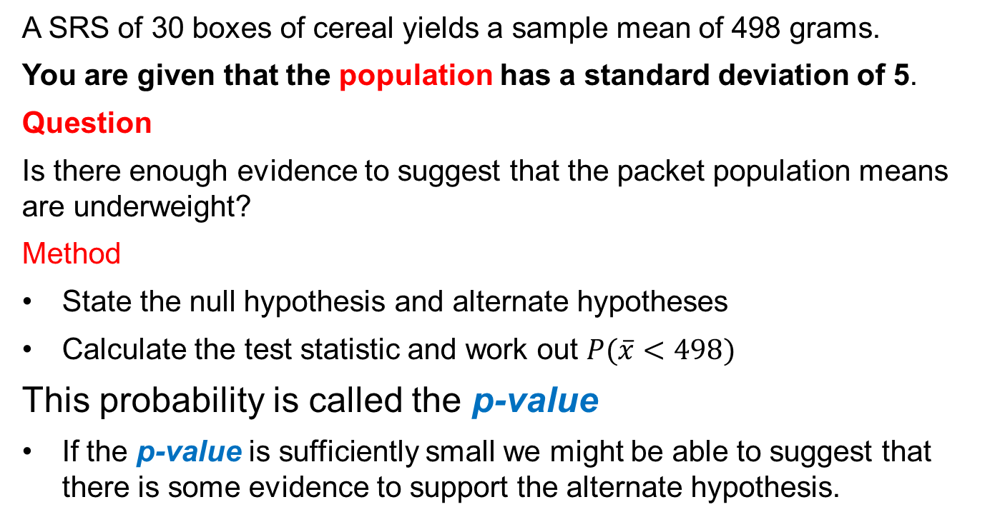 A SRS of 30 boxes of cereal yields a sample mean of 498 grams.
You are given that the population has a standard deviation of 5.
Question
Is there enough evidence to suggest that the packet population means
are underweight?
Method
• State the null hypothesis and alternate hypotheses
• Calculate the test statistic and work out P(x̄ < 498)
This probability is called the p-value
• If the p-value is sufficiently small we might be able to suggest that
there is some evidence to support the alternate hypothesis.